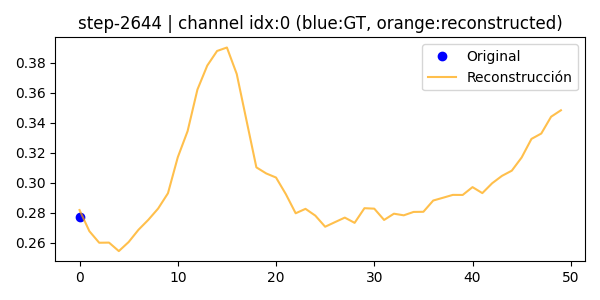 step-2644 | channel idx:0 (blue:GT, orange:reconstructed)
Original
Reconstrucción
0.38
0.36
0.34
0.32
0.30
0.28
0.26
0 10 20 30 40 50